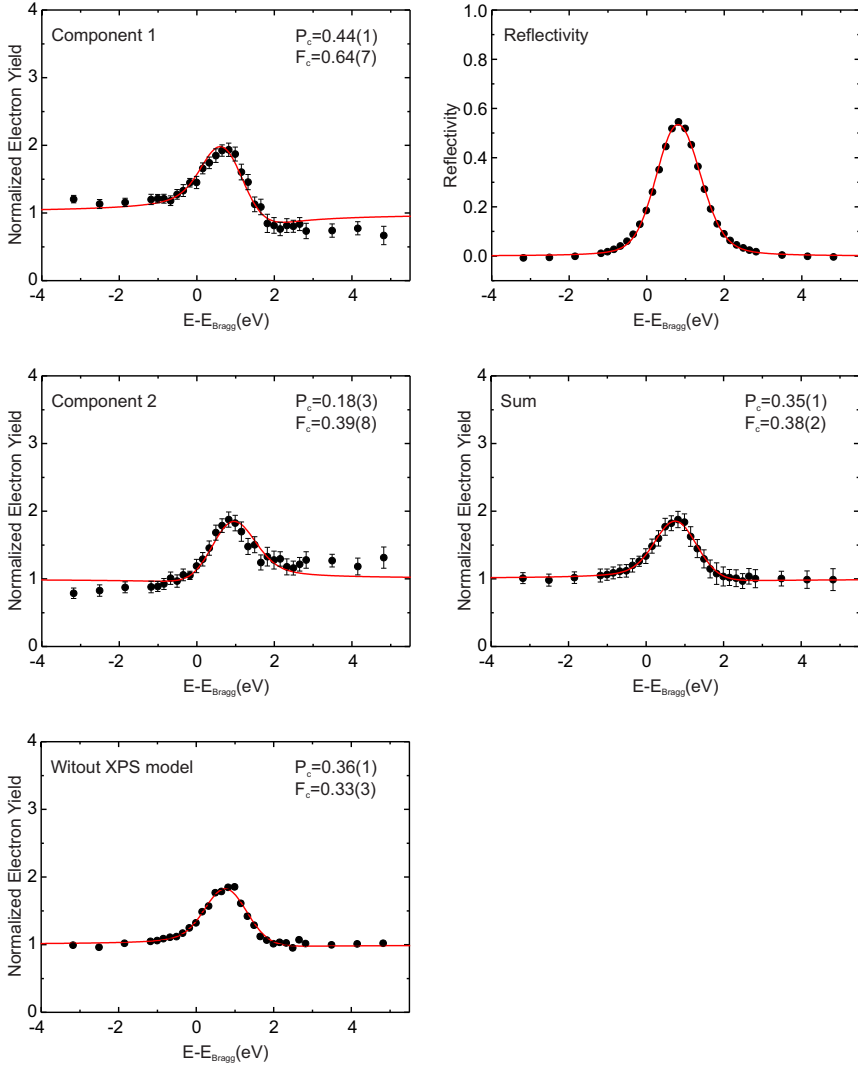 4
3
2
1
0
-4
-2
0
2
4
Normalized Electron Yield
E-E_Bragg(eV)
Component 1
P_c=0.44(1)
F_c=0.64(7)
1.0
0.8
0.6
0.4
0.2
0.0
-4
-2
0
2
4
Reflectivity
E-E_Bragg(eV)
Reflectivity
4
3
2
1
0
-4
-2
0
2
4
Normalized Electron Yield
E-E_Bragg(eV)
Component 2
P_c=0.18(3)
F_c=0.39(8)
4
3
2
1
0
-4
-2
0
2
4
Normalized Electron Yield
E-E_Bragg(eV)
Sum
P_c=0.35(1)
F_c=0.38(2)
4
3
2
1
0
-4
-2
0
2
4
Normalized Electron Yield
E-E_Bragg(eV)
Witout XPS model
P_c=0.36(1)
F_c=0.33(3)